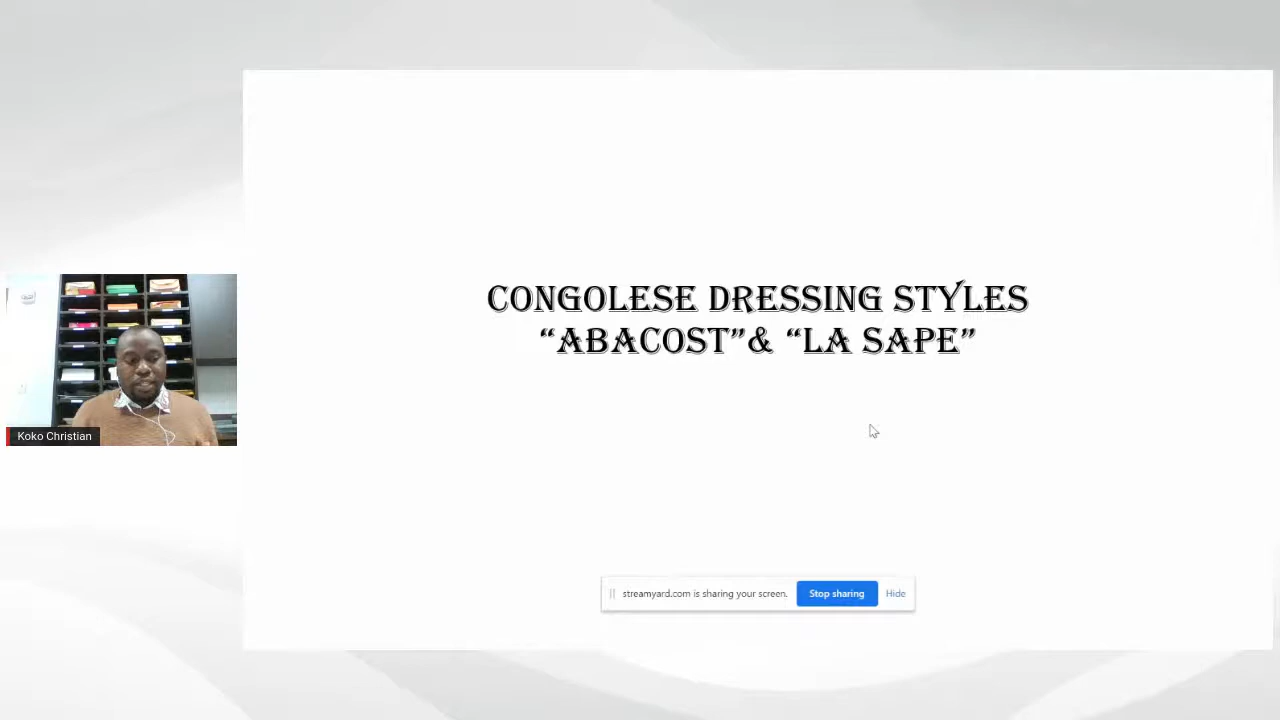 CONGOLESE DRESSING STYLES
“ABACOST”& “LA SAPE”
Koko Christian
streamyard.com is sharing your screen.
Stop sharing
Hide